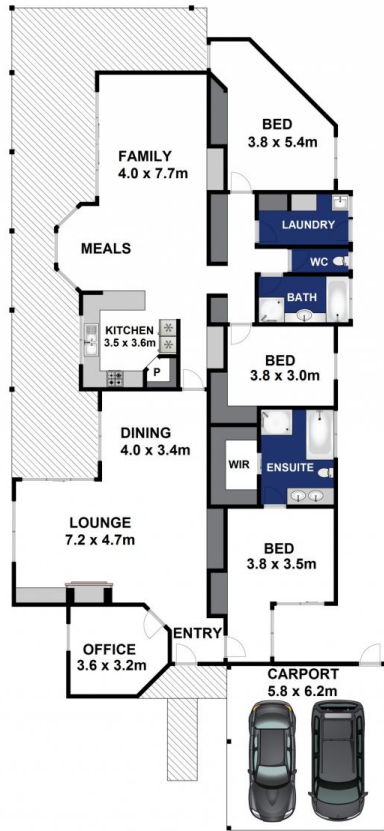 BED
3.8 x 5.4m
FAMILY
4.0 x 7.7m
LAUNDRY
MEALS
WC
BATH
KITCHEN
3.5 x 3.6m
BED
3.8 x 3.0m
P
DINING
4.0 x 3.4m
WIR
ENSUITE
LOUNGE
7.2 x 4.7m
BED
3.8 x 3.5m
ENTRY
OFFICE
3.6 x 3.2m
CARPORT
5.8 x 6.2m